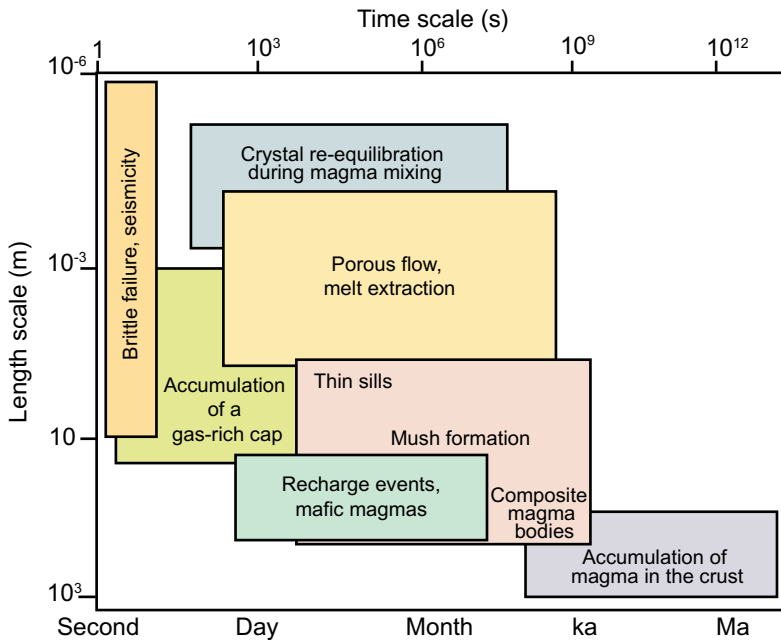 Time scale (s)
1
10³
10⁶
10⁹
10¹²
Length scale (m)
10⁻⁶
10⁻³
10
10³
Brittle failure, seismicity
Crystal re-equilibration
during magma mixing
Porous flow,
melt extraction
Accumulation
of a
gas-rich cap
Thin sills
Mush formation
Recharge events,
mafic magmas
Composite
magma
bodies
Accumulation of
magma in the crust
Second
Day
Month
ka
Ma